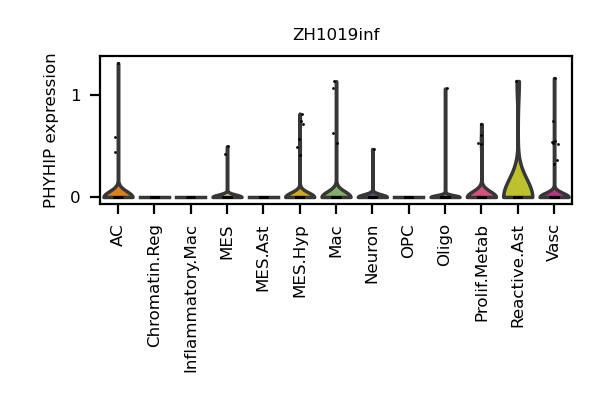 ZH1019inf
PHYHIP expression
1
0
AC
Chromatin.Reg
Inflammatory.Mac
MES
MES.Ast
MES.Hyp
Mac
Neuron
OPC
Oligo
Prolif.Metab
Reactive.Ast
Vasc